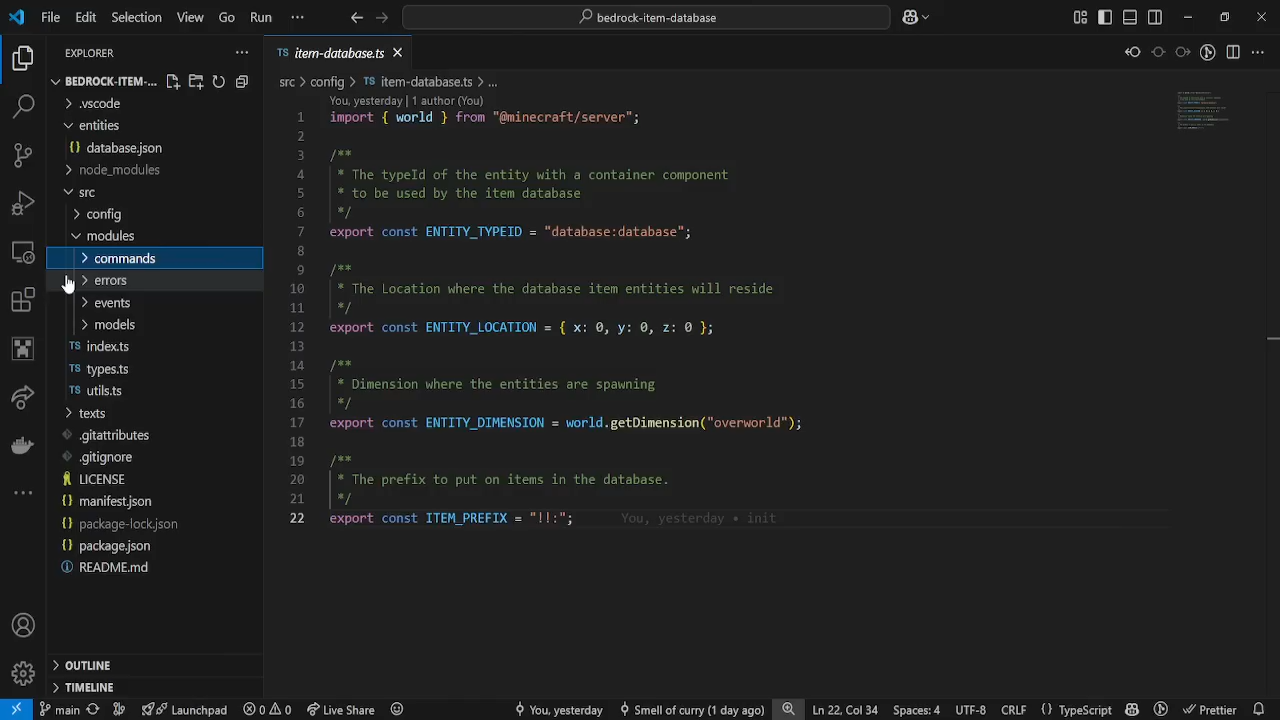 File Edit Selection View Go Run ··· bedrock-item-database
EXPLORER ···
BEDROCK-ITEM-...
.vscode
entities
{} database.json
node_modules
src
config
modules
commands
errors
events
models
TS index.ts
TS types.ts
TS utils.ts
texts
.gitattributes
.gitignore
LICENSE
{} manifest.json
{} package-lock.json
{} package.json
README.md
OUTLINE
TIMELINE
TS item-database.ts
src > config > TS item-database.ts > ...
You, yesterday | 1 author (You)
1 import { world } from "@minecraft/server";
2
3 /**
4 * The typeId of the entity with a container component
5 * to be used by the item database
6 */
7 export const ENTITY_TYPEID = "database:database";
8
9 /**
10 * The Location where the database item entities will reside
11 */
12 export const ENTITY_LOCATION = { x: 0, y: 0, z: 0 };
13
14 /**
15 * Dimension where the entities are spawning
16 */
17 export const ENTITY_DIMENSION = world.getDimension("overworld");
18
19 /**
20 * The prefix to put on items in the database.
21 */
22 export const ITEM_PREFIX = "!!:"; You, yesterday • init
main Launchpad 0 0 Live Share You, yesterday Smell of curry (1 day ago) Ln 22, Col 34 Spaces: 4 UTF-8 CRLF {} TypeScript Prettier